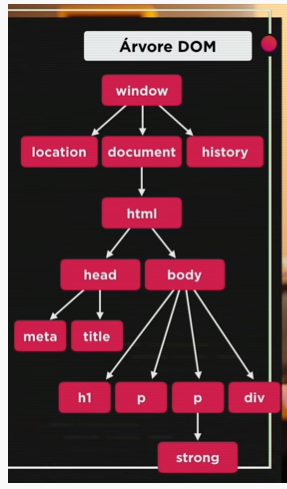 Árvore DOM
window
location document history
html
head body
meta title
h1 p p div
strong